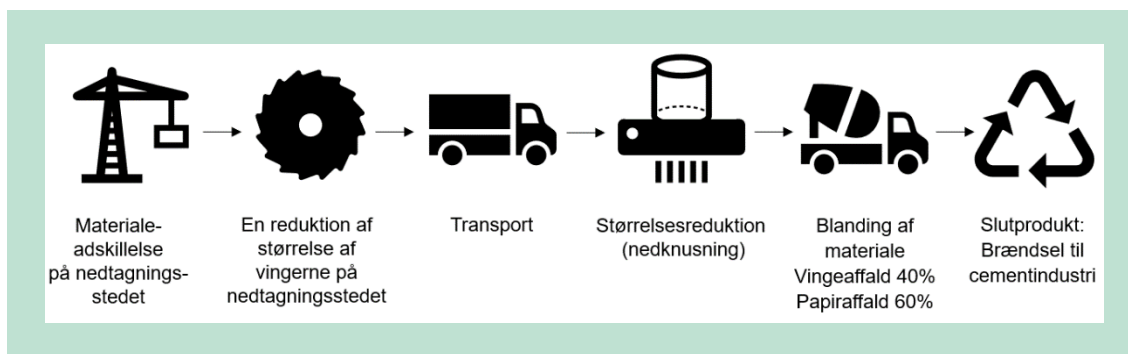 Materiale-
adskillelse
på nedtagnings-
stedet
En reduktion af
størrelse af
vingerne på
nedtagningsstedet
Transport
Størrelsesreduktion
(nedknusning)
Blanding af
materiale
Vingeaffald 40%
Papiraffald 60%
Slutprodukt:
Brændsel til
cementindustri